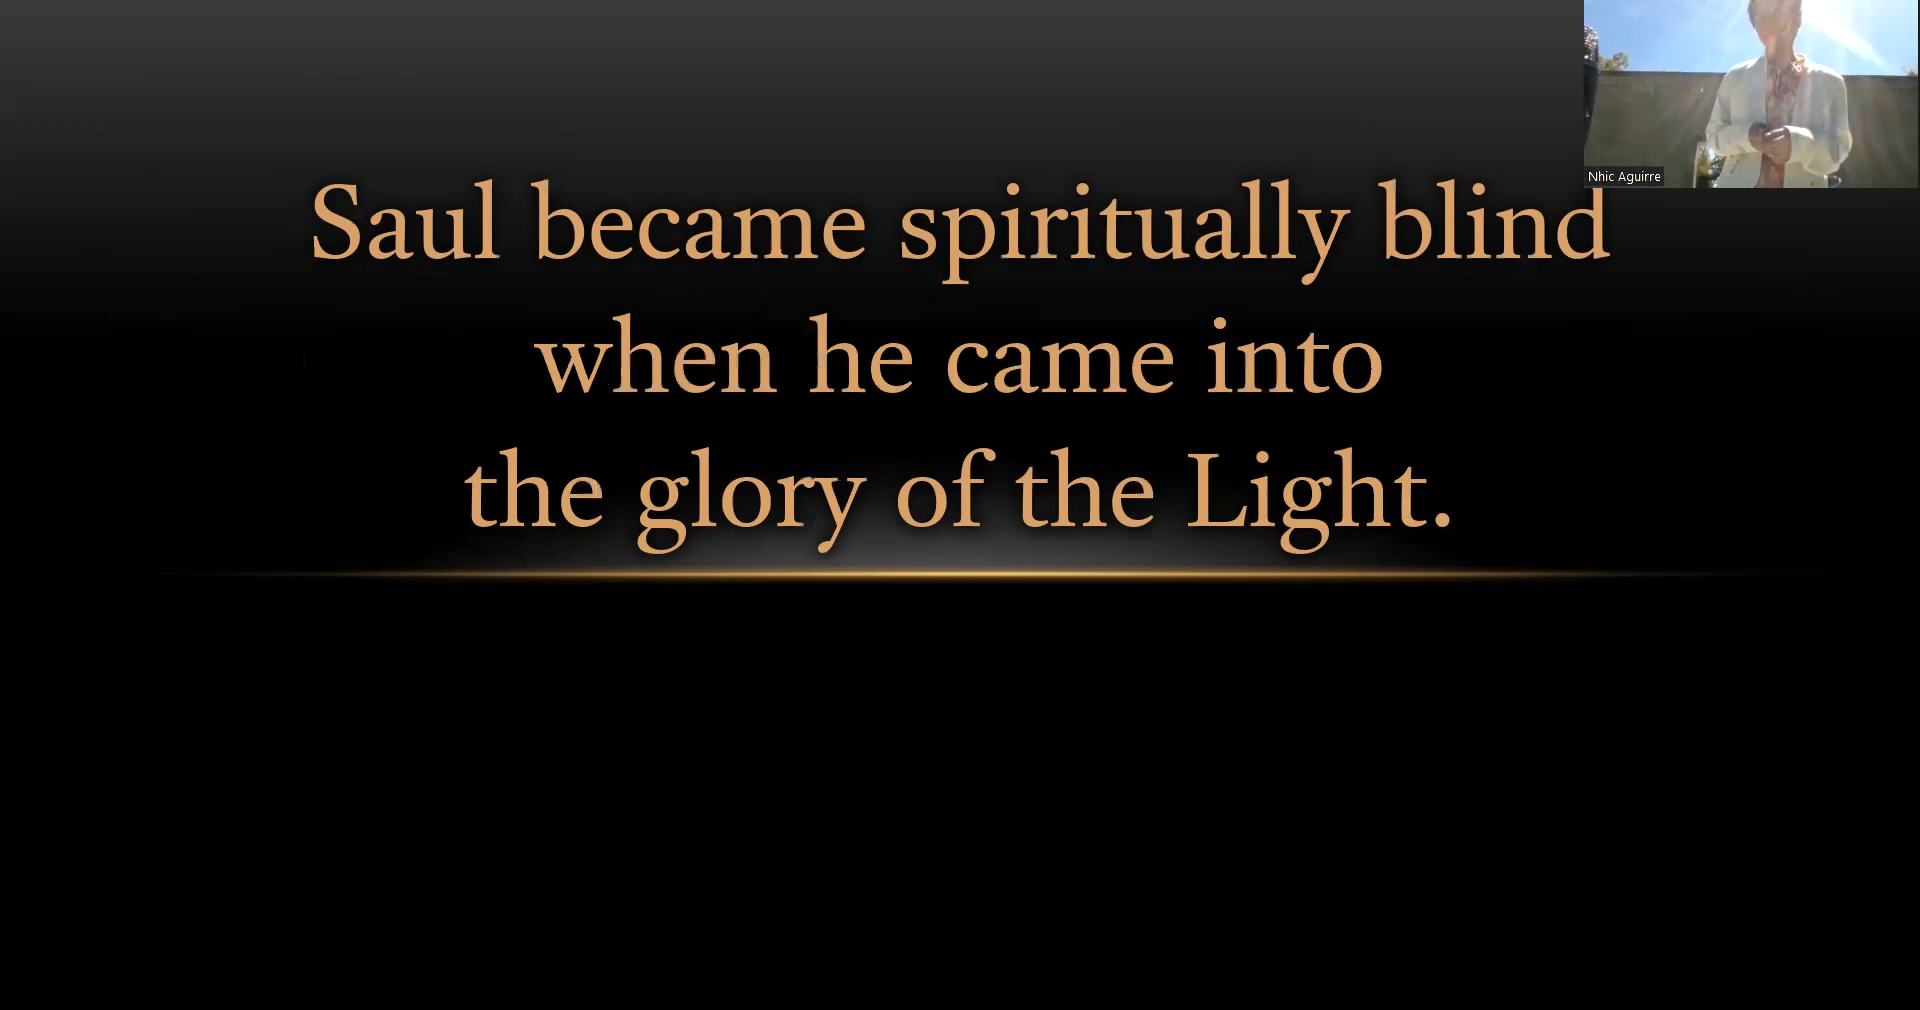 Saul became spiritually blind
when he came into
the glory of the Light.
Nhic Aguirre